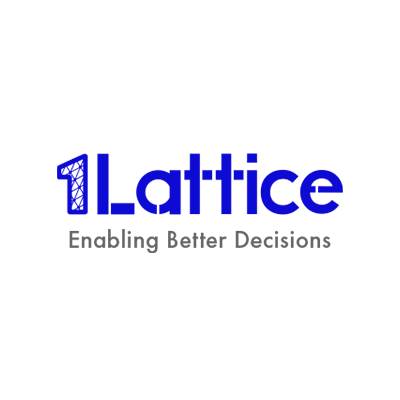 1Lattice
Enabling Better Decisions